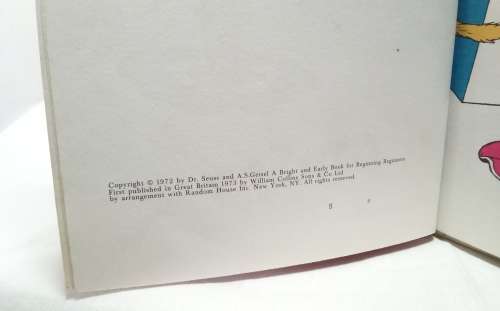 Copyright © 1972 by Dr. Seuss and A.S.Geisel A Bright and Early Book for Beginning Beginners
First published in Great Britain 1973 by William Collins Sons & Co Ltd
by arrangement with Random House Inc. New York, NY. All rights reserved
8